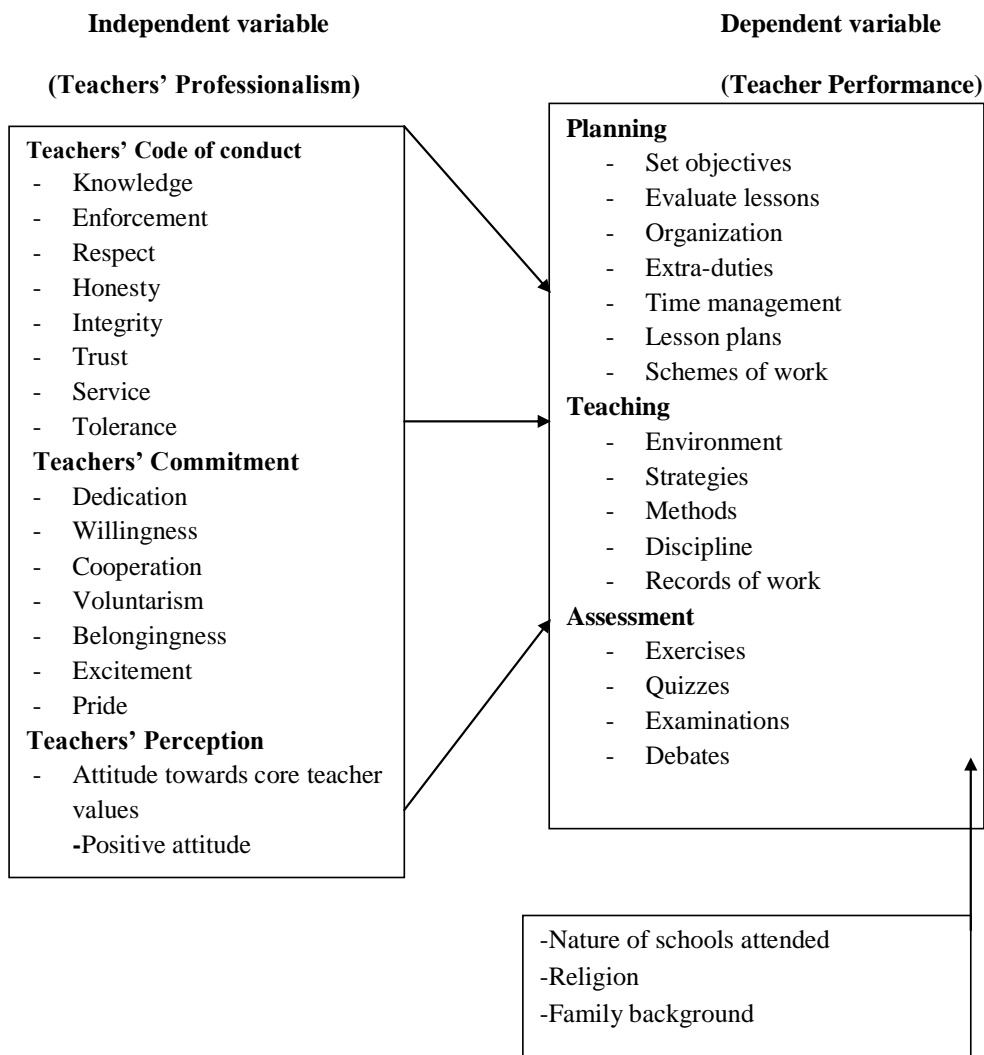 Independent variable
(Teachers' Professionalism)
Teachers' Code of conduct
- Knowledge
- Enforcement
- Respect
- Honesty
- Integrity
- Trust
- Service
- Tolerance
Teachers' Commitment
- Dedication
- Willingness
- Cooperation
- Voluntarism
- Belongingness
- Excitement
- Pride
Teachers' Perception
- Attitude towards core teacher
values
-Positive attitude
Dependent variable
(Teacher Performance)
Planning
- Set objectives
- Evaluate lessons
- Organization
- Extra-duties
- Time management
- Lesson plans
- Schemes of work
Teaching
- Environment
- Strategies
- Methods
- Discipline
- Records of work
Assessment
- Exercises
- Quizzes
- Examinations
- Debates
-Nature of schools attended
-Religion
-Family background